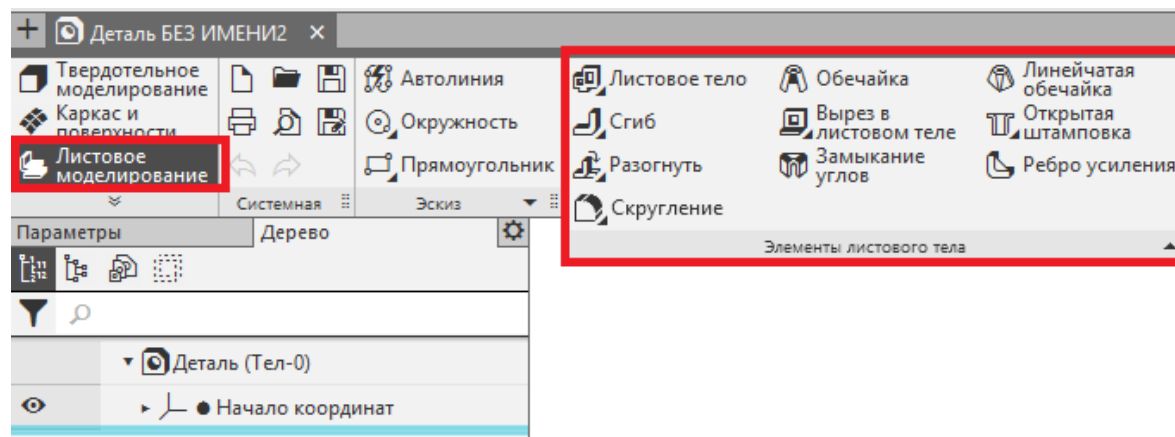 Деталь БЕЗ ИМЕНИ2
Твердотельное
моделирование
Каркас и
поверхности
Листовое
моделирование
Системная
Автолиния
Окружность
Прямоугольник
Эскиз
Листовое тело
Сгиб
Разогнуть
Скругление
Обечайка
Вырез в
листовом теле
Замыкание
углов
Линейчатая
обечайка
Открытая
штамповка
Ребро усиления
Элементы листового тела
Параметры
Дерево
Деталь (Тел-0)
Начало координат